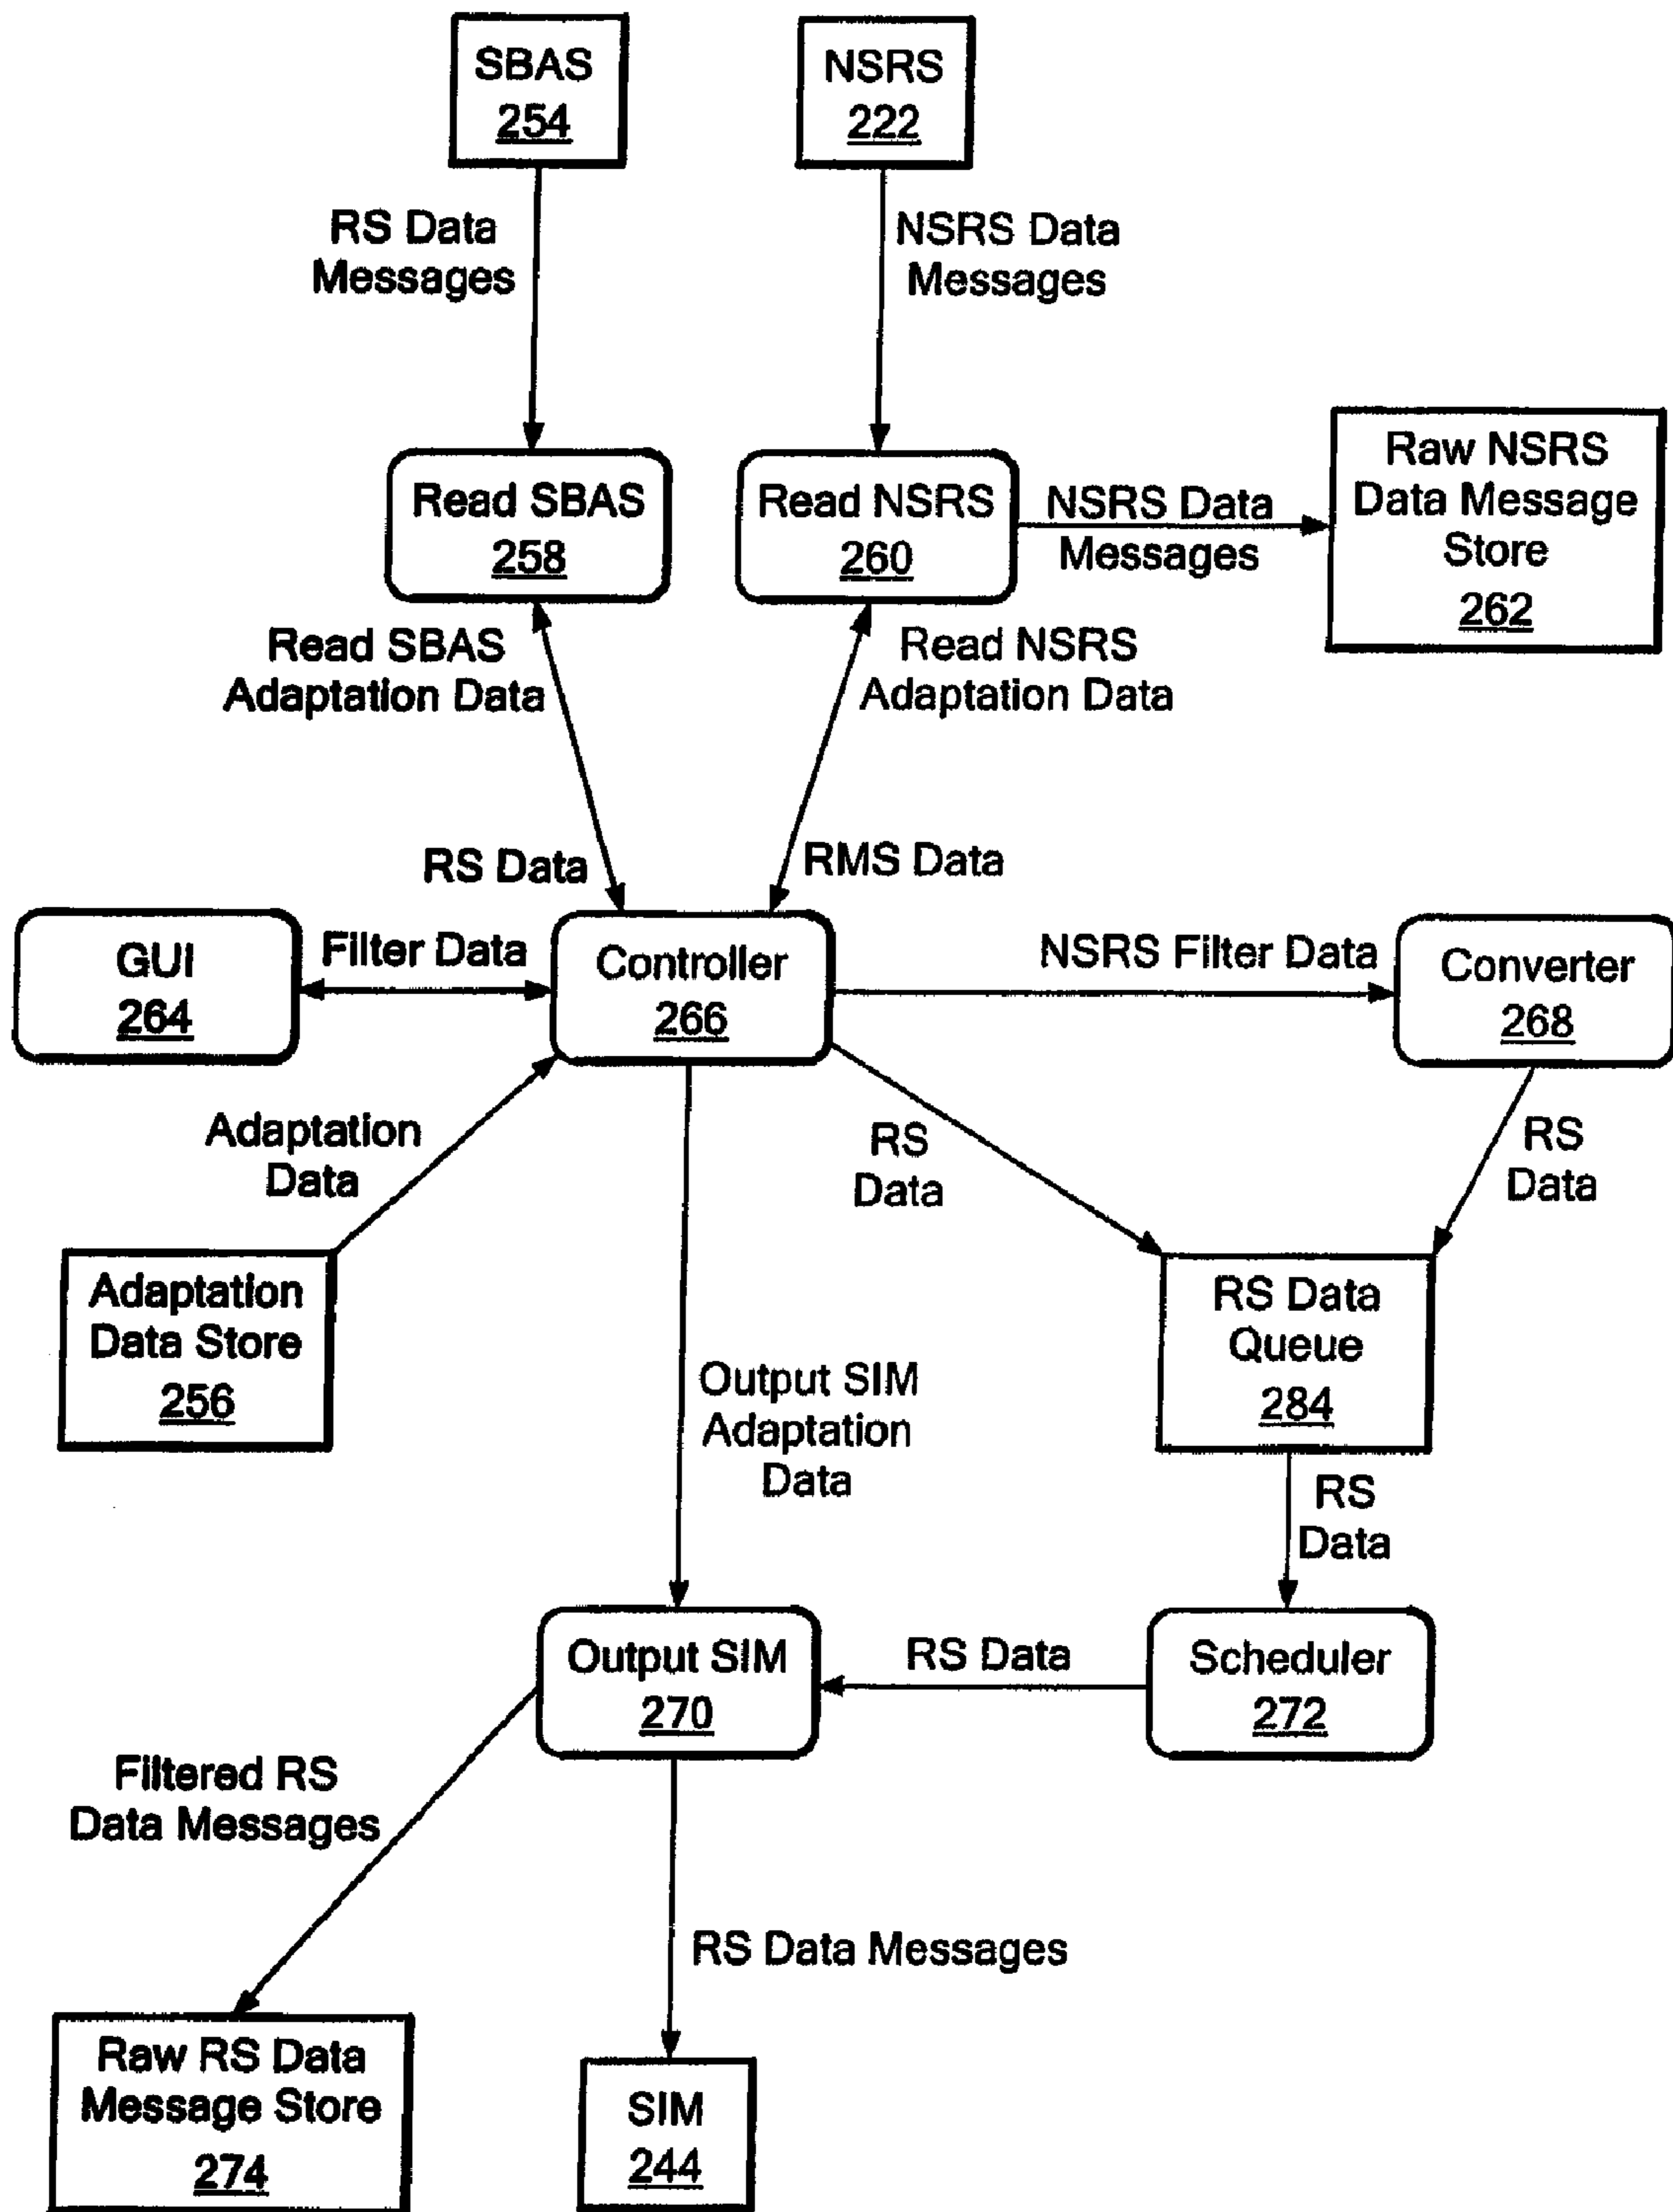 SBAS
254
NSRS
222
RS Data
Messages
NSRS Data
Messages
Read SBAS
258
Read NSRS
260
NSRS Data
Messages
Raw NSRS
Data Message
Store
262
Read SBAS
Adaptation Data
Read NSRS
Adaptation Data
RS Data
RMS Data
GUI
264
Filter Data
Controller
266
NSRS Filter Data
Converter
268
Adaptation
Data
RS
Data
RS
Data
Adaptation
Data Store
256
Output SIM
Adaptation
Data
RS Data
Queue
284
RS
Data
Output SIM
270
RS Data
Scheduler
272
Filtered RS
Data Messages
RS Data Messages
Raw RS Data
Message Store
274
SIM
244